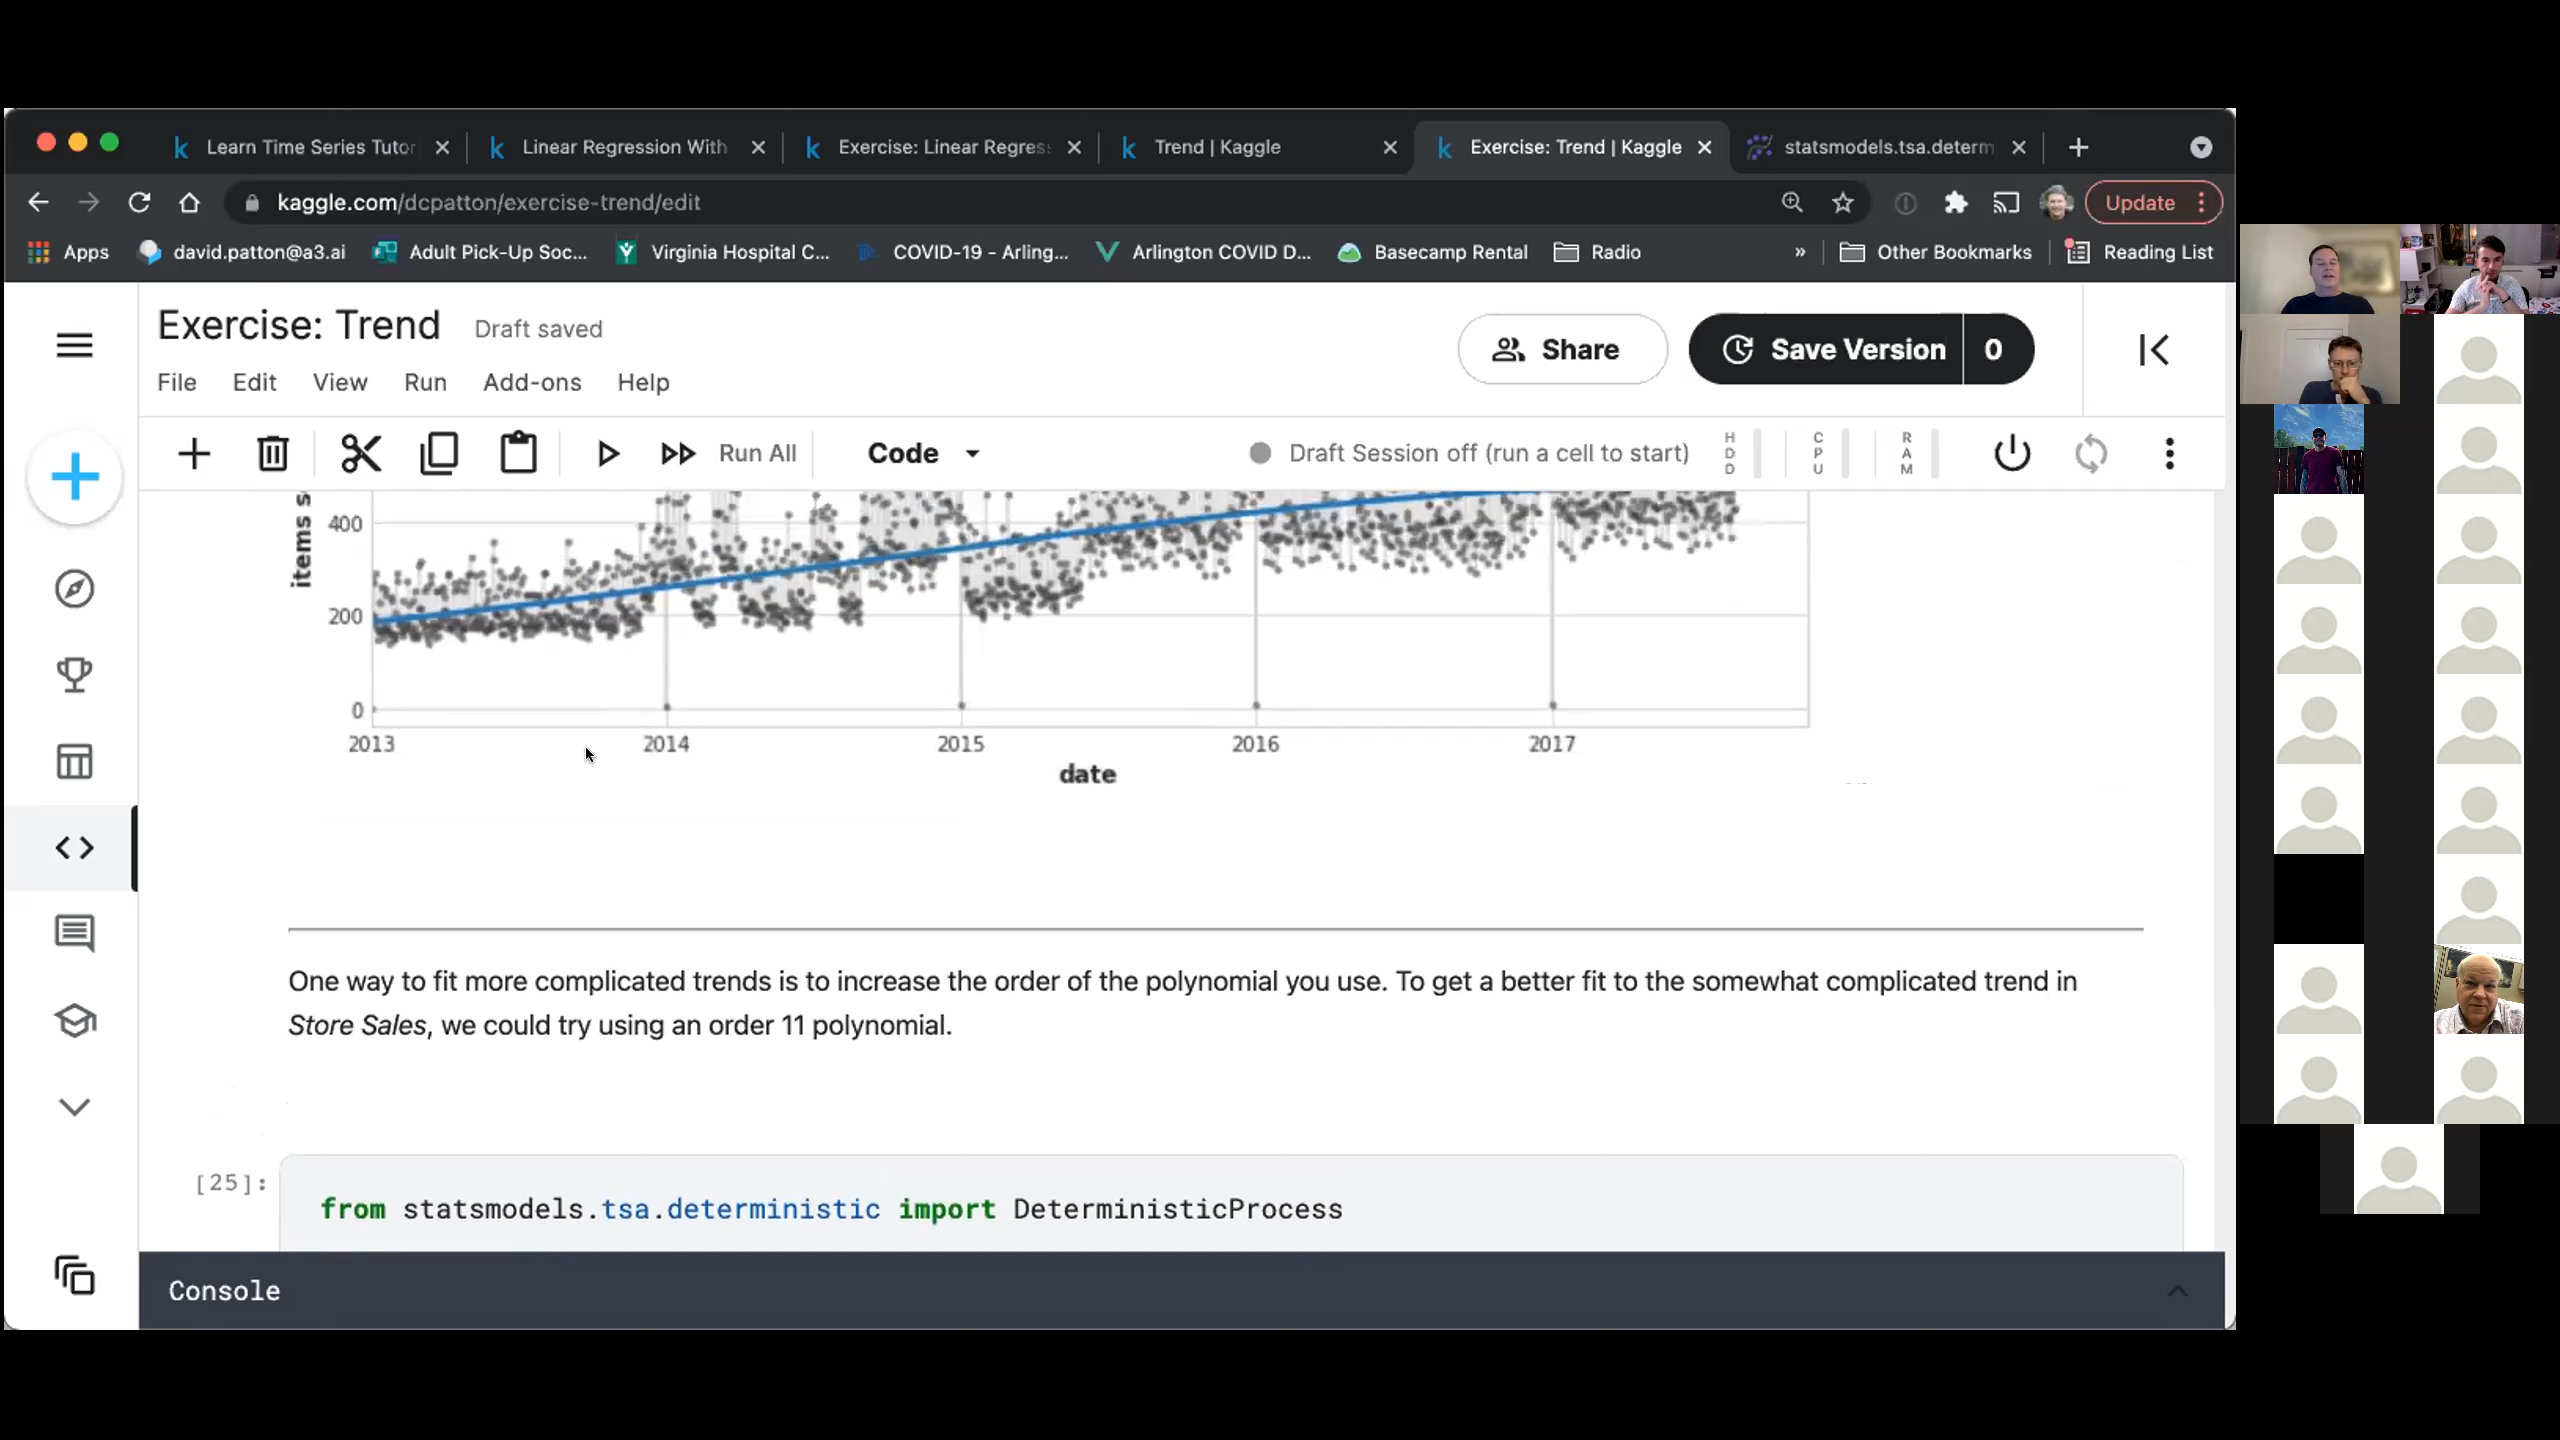 Learn Time Series Tutor
Linear Regression With
Exercise: Linear Regres
Trend | Kaggle
Exercise: Trend | Kaggle
statsmodels.tsa.determ
kaggle.com/dcpatton/exercise-trend/edit
Update
Apps
david.patton@a3.ai
Adult Pick-Up Soc...
Virginia Hospital C...
COVID-19 - Arling...
Arlington COVID D...
Basecamp Rental
Radio
»
Other Bookmarks
Reading List
Exercise: Trend
Draft saved
Share
Save Version
0
File
Edit
View
Run
Add-ons
Help
Run All
Code
Draft Session off (run a cell to start)
HDD
CPU
RAM
items s
400
200
0
2013
2014
2015
2016
2017
date
One way to fit more complicated trends is to increase the order of the polynomial you use. To get a better fit to the somewhat complicated trend in
Store Sales, we could try using an order 11 polynomial.
[25]:
from statsmodels.tsa.deterministic import DeterministicProcess
Console